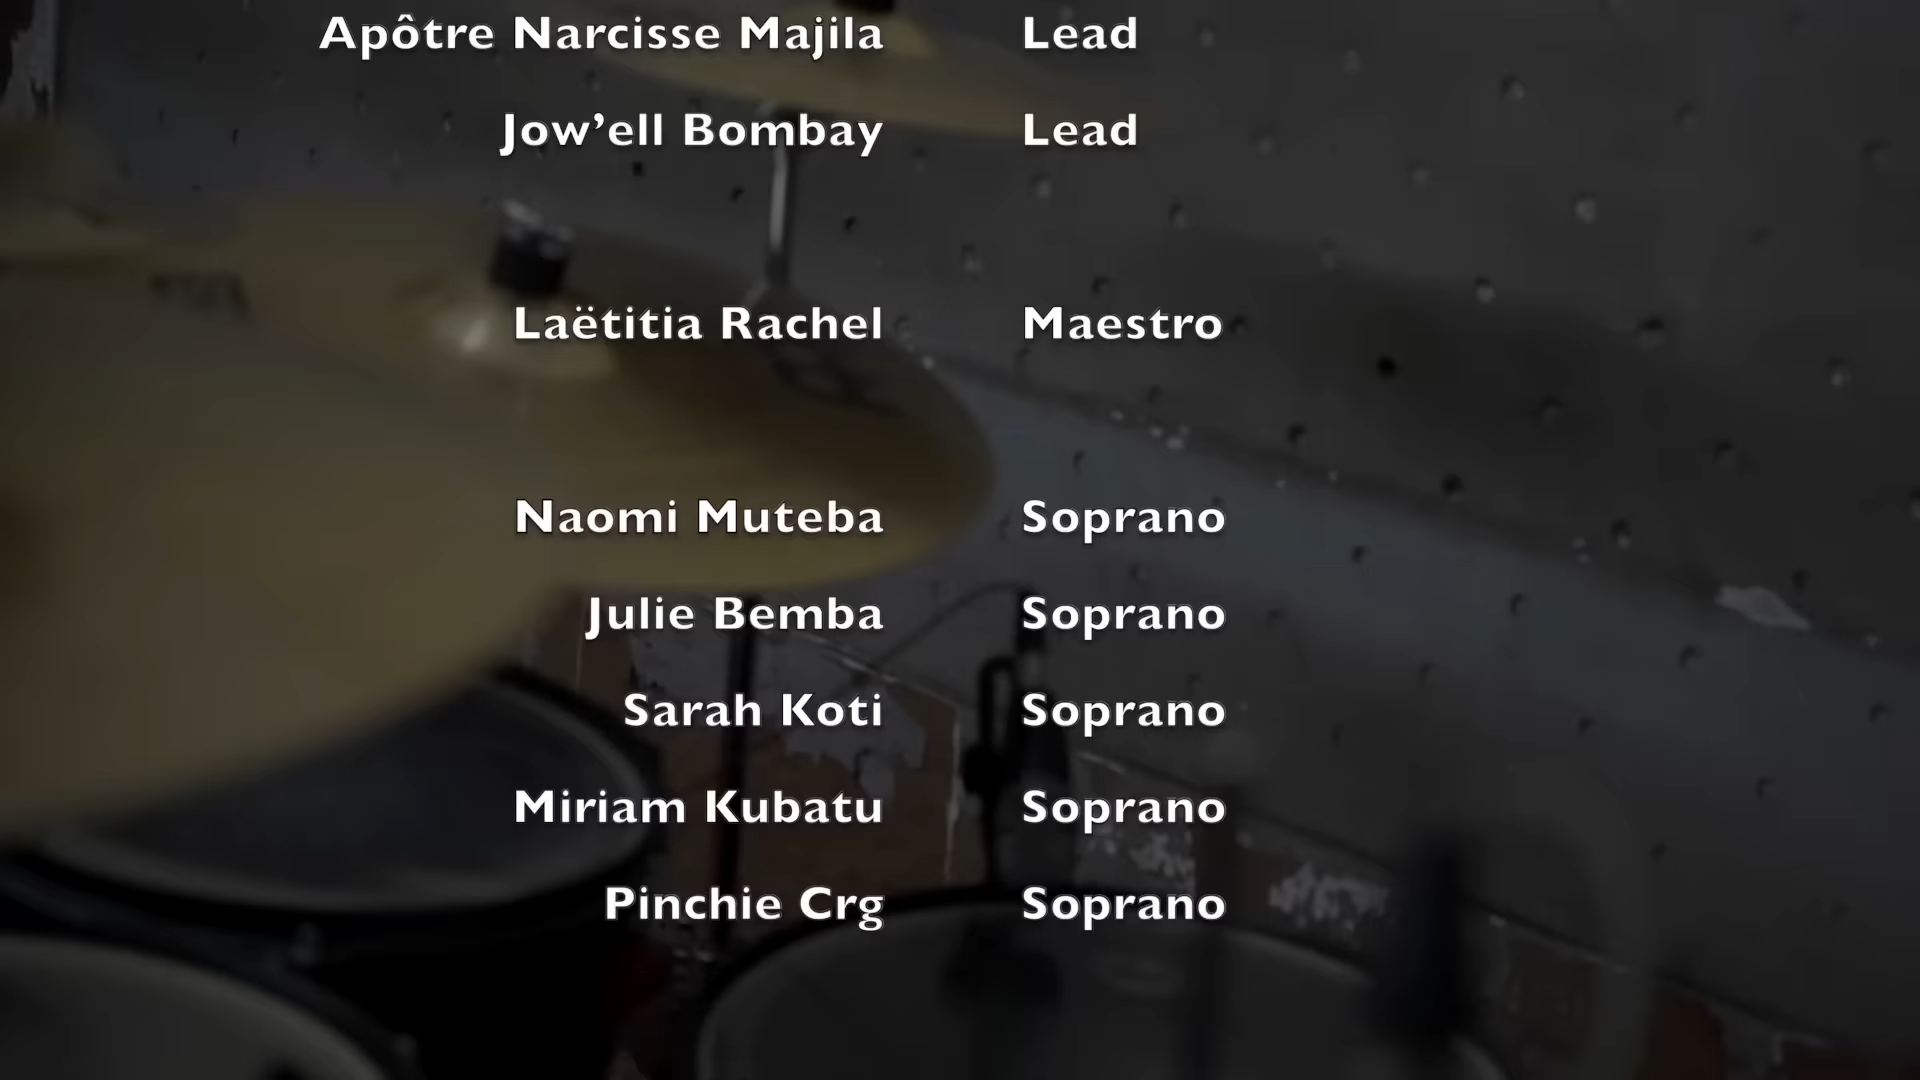 Apôtre Narcisse Majila Lead
Jow’ell Bombay Lead
Laëtitia Rachel Maestro
Naomi Muteba Soprano
Julie Bemba Soprano
Sarah Koti Soprano
Miriam Kubatu Soprano
Pinchie Crg Soprano